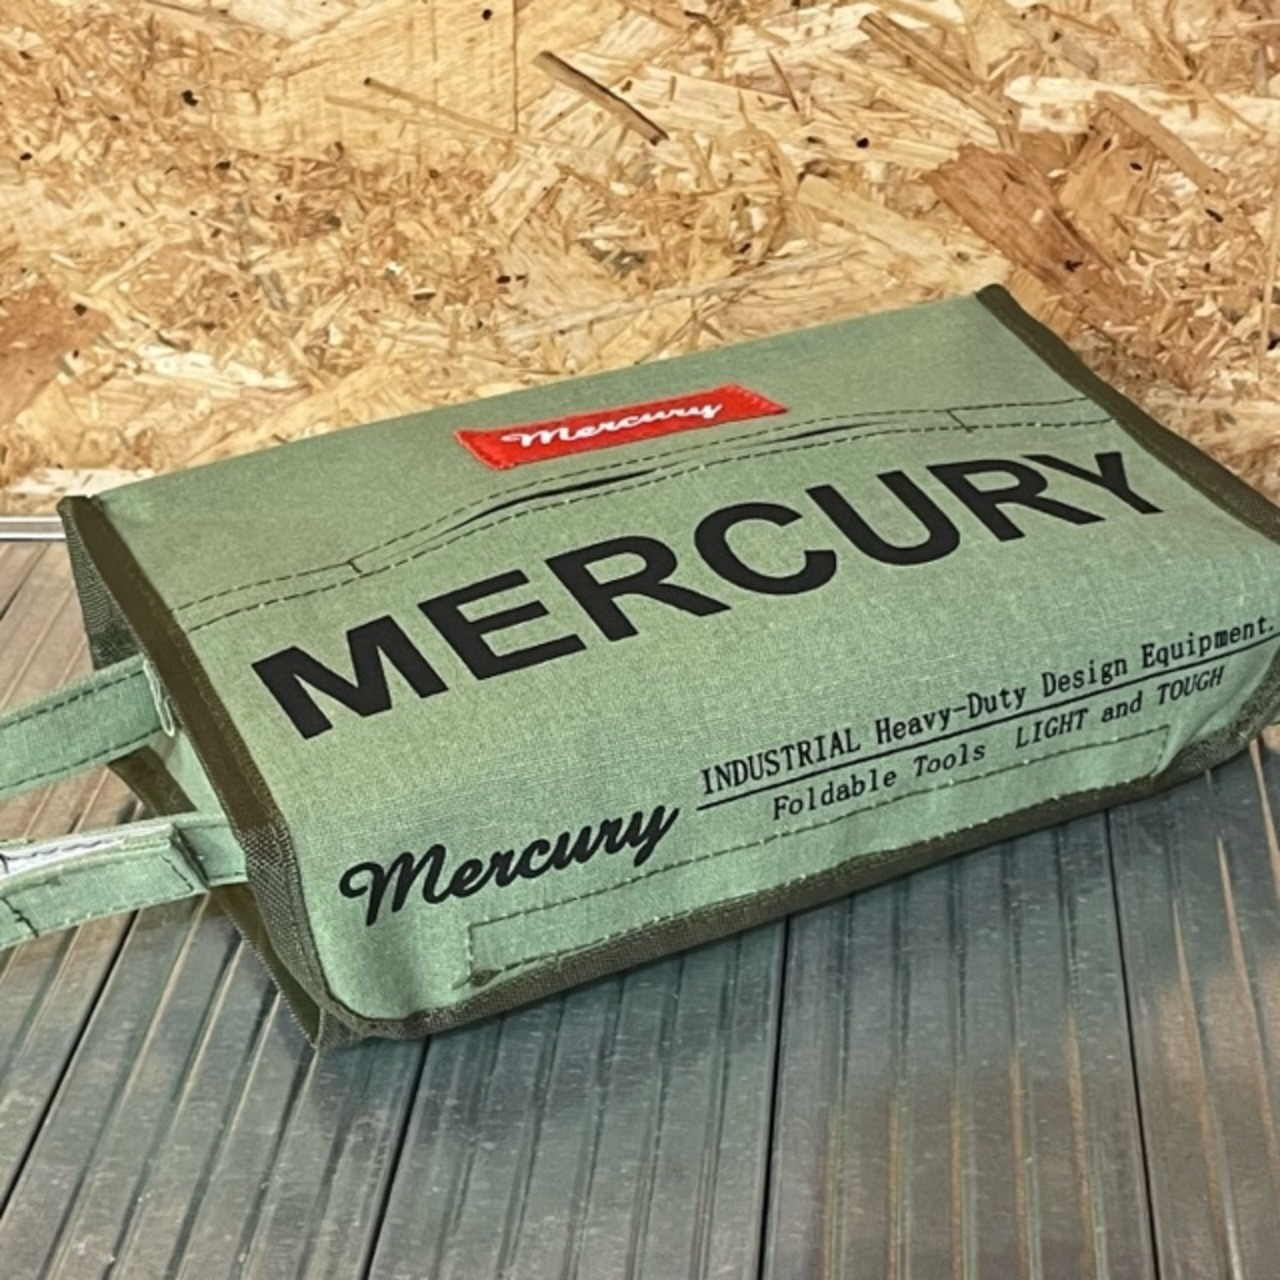 Mercury
MERCURY
Mercury
INDUSTRIAL Heavy-Duty Design Equipment.
Foldable Tools LIGHT and TOUGH